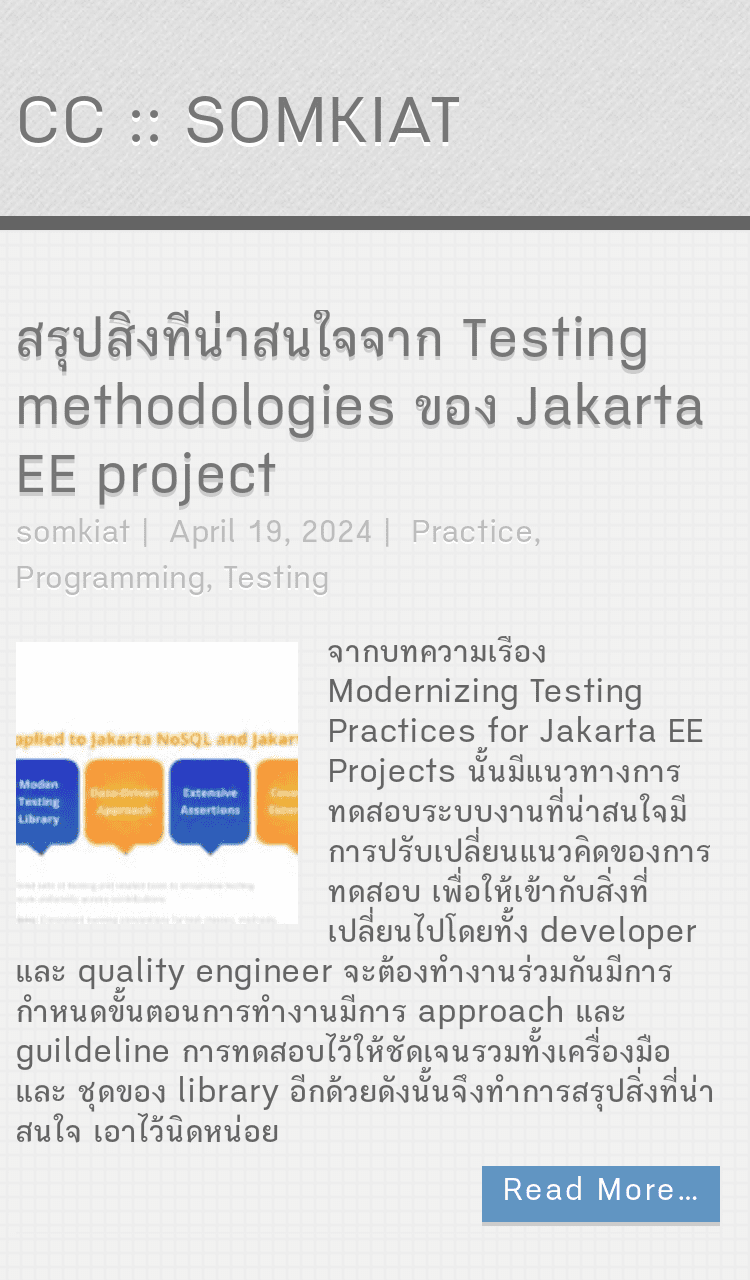 CC :: SOMKIAT
สรุปสิ่งที่น่าสนใจจาก Testing
methodologies ของ Jakarta
EE project
somkiat | April 19, 2024 | Practice,
Programming, Testing
จากบทความเรื่อง
Modernizing Testing
Practices for Jakarta EE
Projects นั้นมีแนวทางการ
ทดสอบระบบงานที่น่าสนใจมี
การปรับเปลี่ยนแนวคิดของการ
ทดสอบ เพื่อให้เข้ากับสิ่งที่
เปลี่ยนไปโดยทั้ง developer
และ quality engineer จะต้องทำงานร่วมกันมีการ
กำหนดขั้นตอนการทำงานมีการ approach และ
guildeline การทดสอบไว้ให้ชัดเจนรวมทั้งเครื่องมือ
และ ชุดของ library อีกด้วยดังนั้นจึงทำการสรุปสิ่งที่น่า
สนใจ เอาไว้นิดหน่อย
applied to Jakarta NoSQL and Jakar
Moden
Testing
Library
Data-Driven
Approach
Extensive
Assertions
Read More...